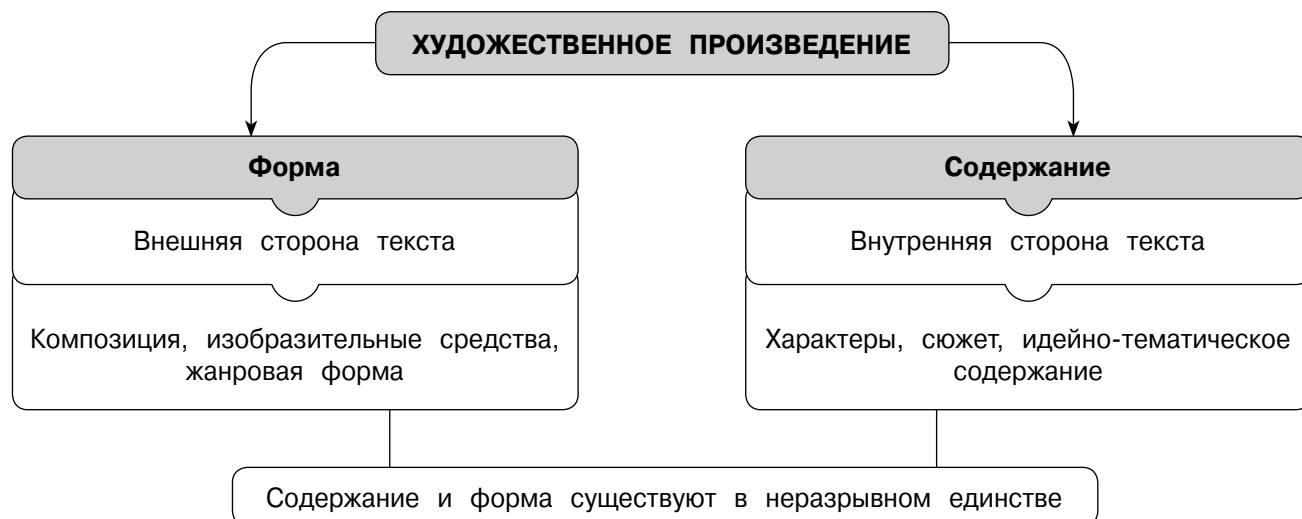 ХУДОЖЕСТВЕННОЕ ПРОИЗВЕДЕНИЕ
Форма
Внешняя сторона текста
Композиция, изобразительные средства,
жанровая форма
Содержание
Внутренняя сторона текста
Характеры, сюжет, идейно-тематическое
содержание
Содержание и форма существуют в неразрывном единстве